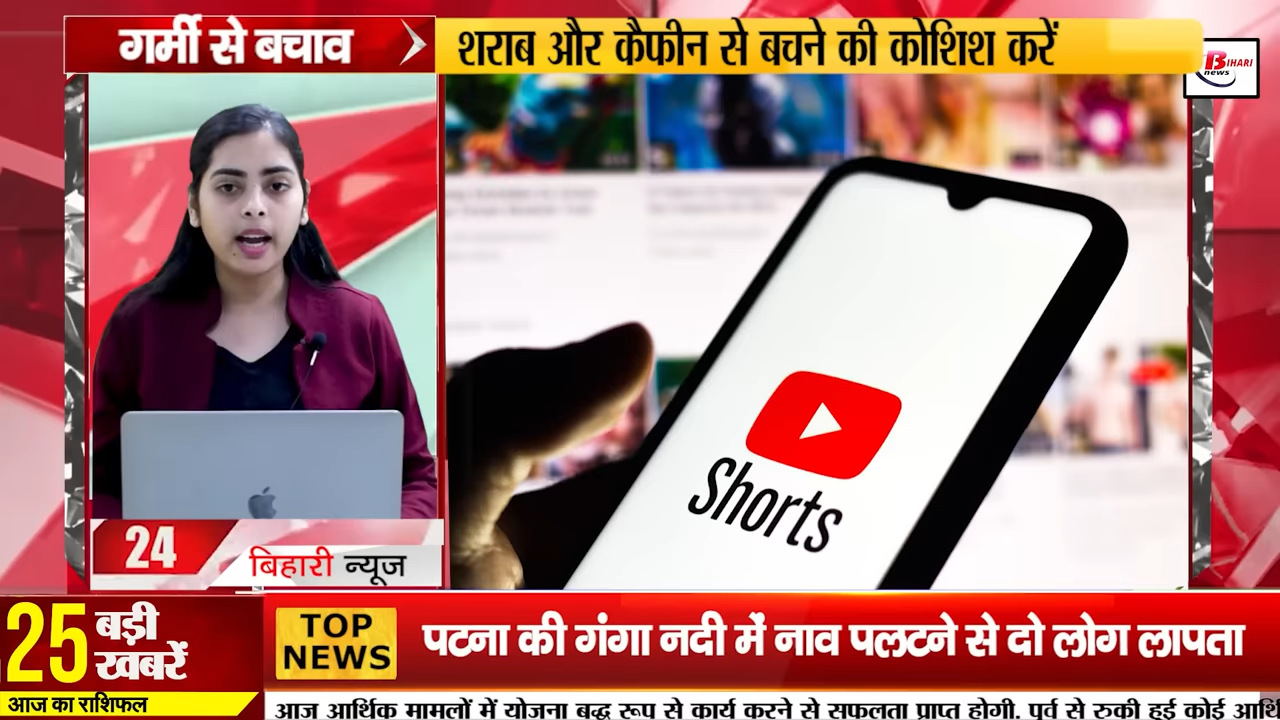 गर्मी से बचाव
शराब और कैफीन से बचने की कोशिश करें
BIHARI
news
Shorts
24
बिहारी न्यूज
25 बड़ी
खबरें
TOP
NEWS
पटना की गंगा नदी में नाव पलटने से दो लोग लापता
आज का राशिफल
आज आर्थिक मामलों में योजना बद्ध रूप से कार्य करने से सफलता प्राप्त होगी. पूर्व से रुकी हुई कोई